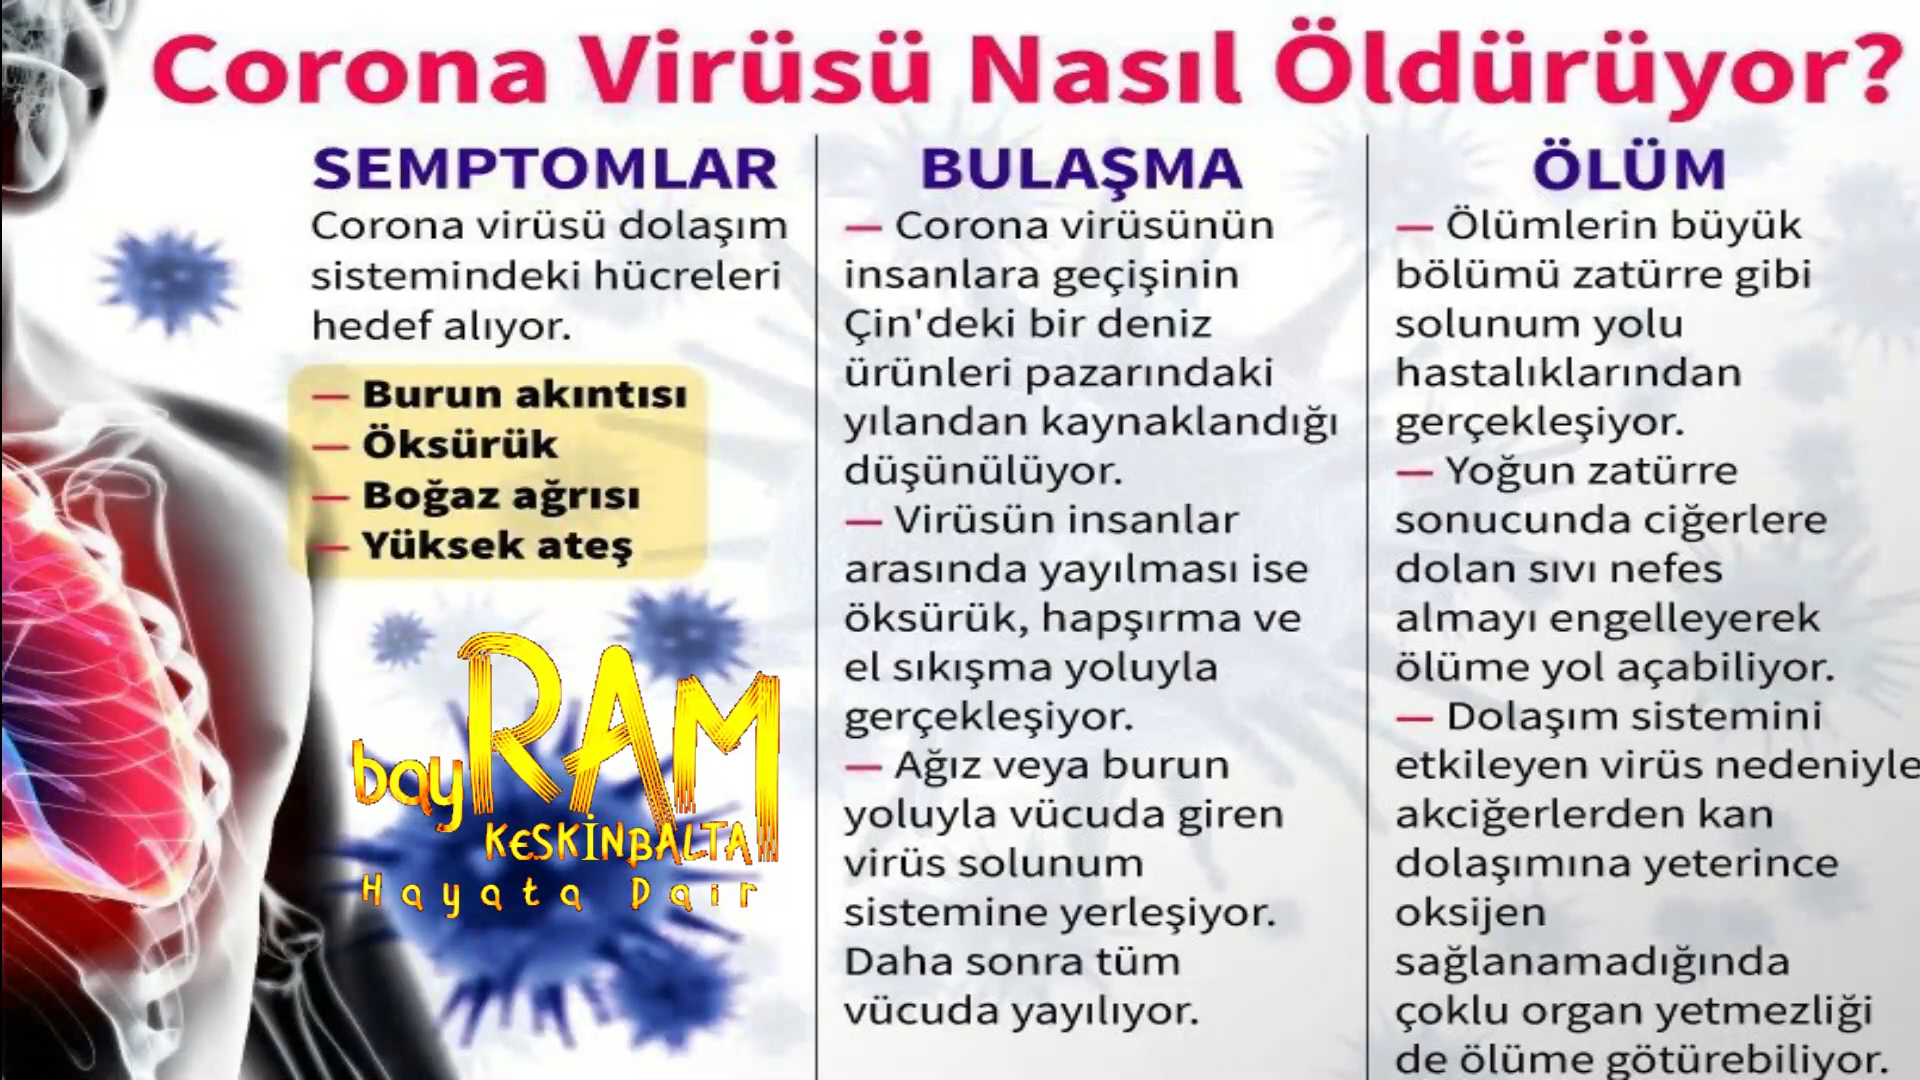 Corona Virüsü Nasıl Öldürüyor?
SEMPTOMLAR
Corona virüsü dolaşım
sistemindeki hücreleri
hedef alıyor.
— Burun akıntısı
— Öksürük
— Boğaz ağrısı
— Yüksek ateş
bayRAM
KESKİNBALTA
Hayata Dair
BULAŞMA
— Corona virüsünün
insanlara geçişinin
Çin'deki bir deniz
ürünleri pazarındaki
yılandan kaynaklandığı
düşünülüyor.
— Virüsün insanlar
arasında yayılması ise
öksürük, hapşırma ve
el sıkışma yoluyla
gerçekleşiyor.
— Ağız veya burun
yoluyla vücuda giren
virüs solunum
sistemine yerleşiyor.
Daha sonra tüm
vücuda yayılıyor.
ÖLÜM
— Ölümlerin büyük
bölümü zatürre gibi
solunum yolu
hastalıklarından
gerçekleşiyor.
— Yoğun zatürre
sonucunda ciğerlere
dolan sıvı nefes
almayı engelleyerek
ölüme yol açabiliyor.
— Dolaşım sistemini
etkileyen virüs nedeniyle
akciğerlerden kan
dolaşımına yeterince
oksijen
sağlanamadığında
çoklu organ yetmezliği
de ölüme götürebiliyor.